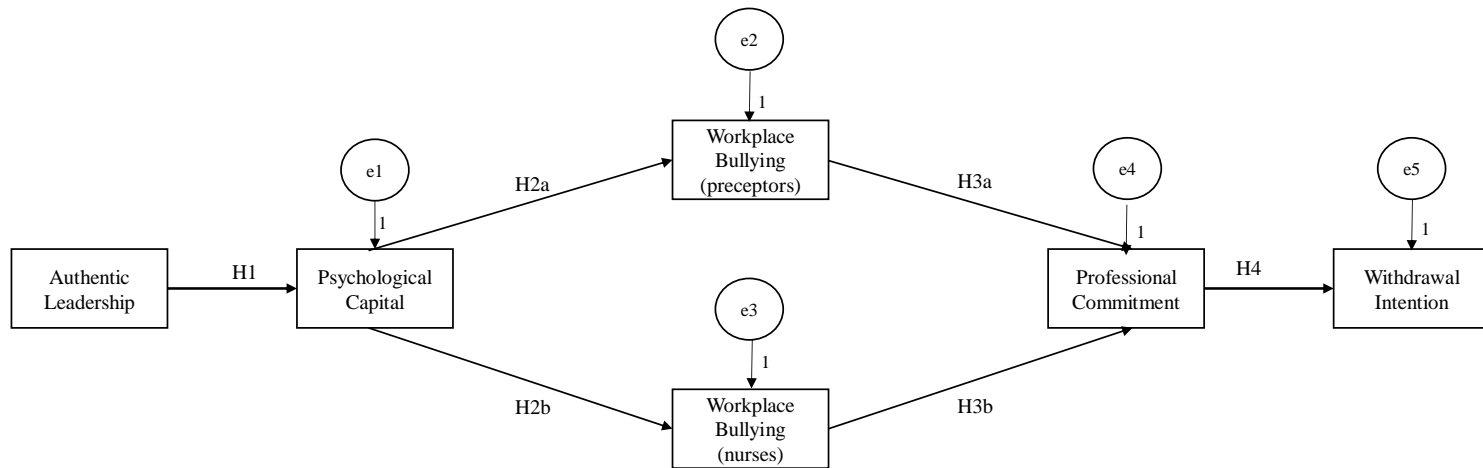 e2
1
Workplace
Bullying
(preceptors)
e1
1
H2a
H3a
e4
1
e5
1
Authentic
Leadership
H1
Psychological
Capital
Professional
Commitment
H4
Withdrawal
Intention
e3
1
H2b
Workplace
Bullying
(nurses)
H3b